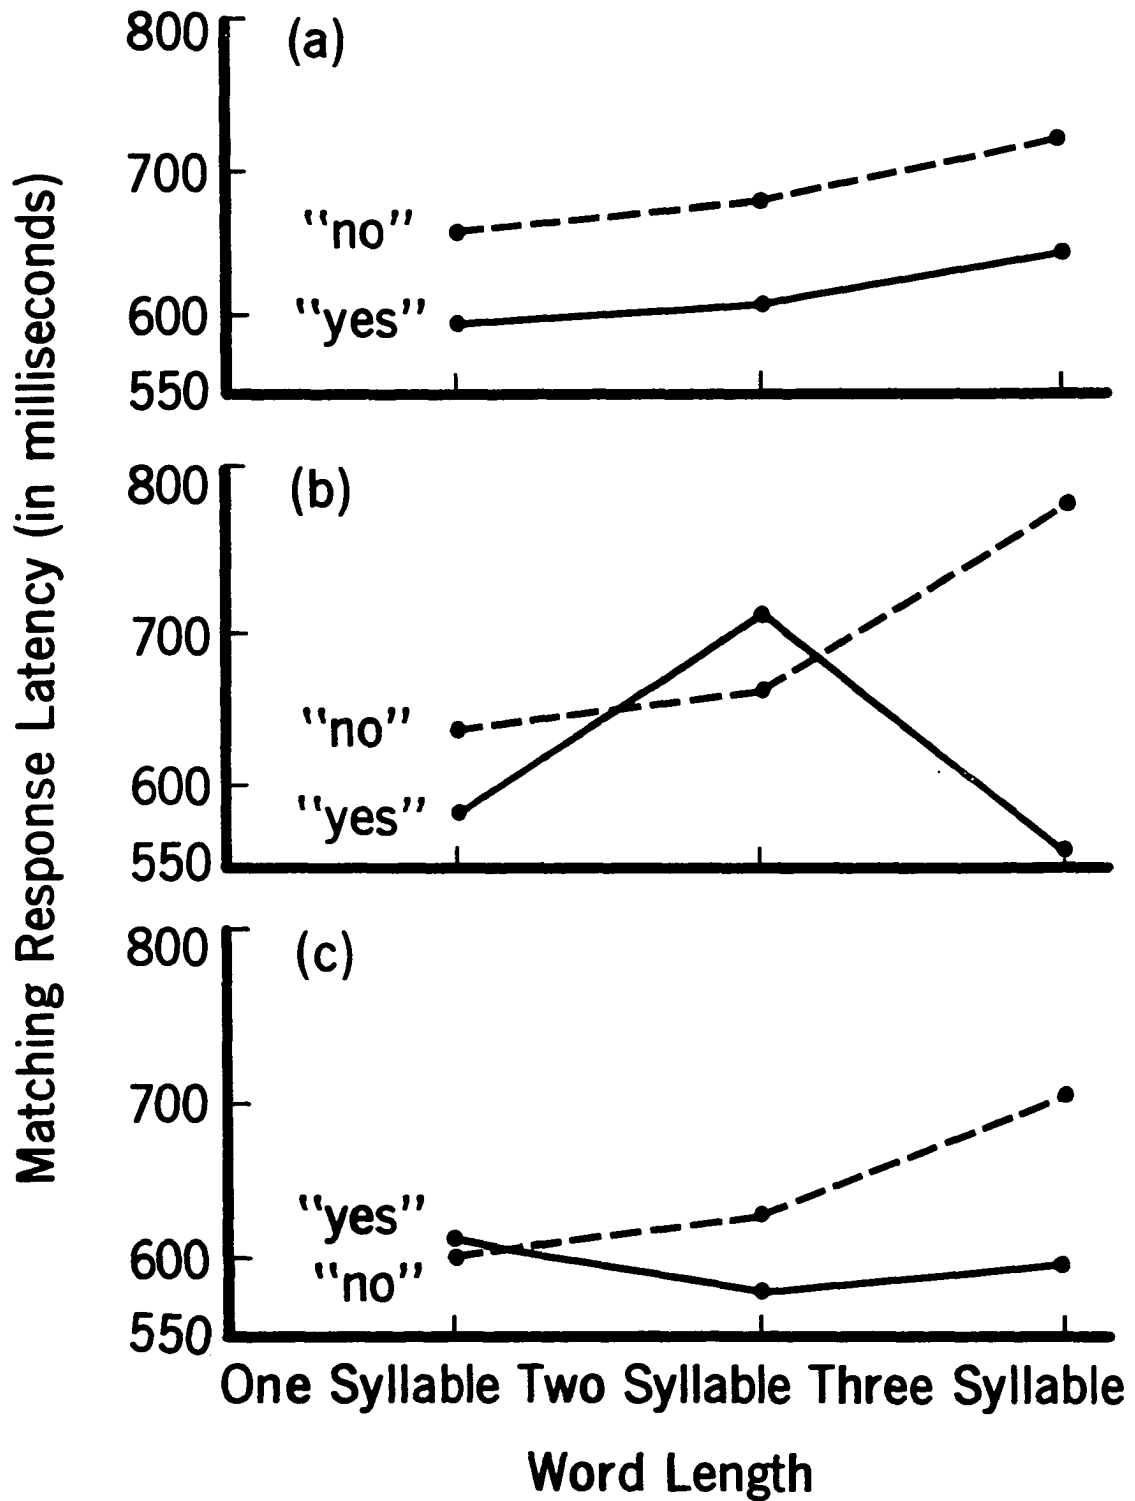 Matching Response Latency (in milliseconds)
(a)
800
700
600
550
"no"
"yes"
(b)
800
700
600
550
"no"
"yes"
(c)
800
700
600
550
"yes"
"no"
One Syllable Two Syllable Three Syllable
Word Length